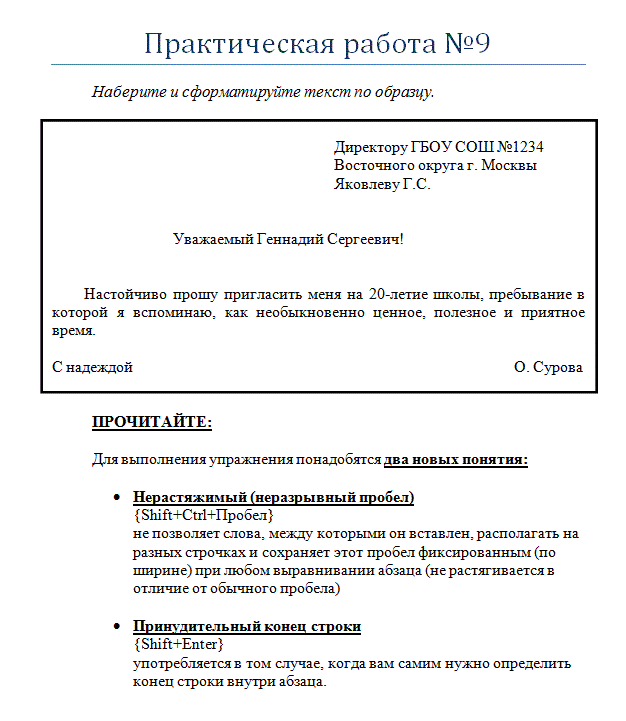 Практическая работа №9
Наберите и сформатируйте текст по образцу.
Директору ГБОУ СОШ №1234
Восточного округа г. Москвы
Яковлеву Г.С.
Уважаемый Геннадий Сергеевич!
Настойчиво прошу пригласить меня на 20-летие школы, пребывание в
которой я вспоминаю, как необыкновенно ценное, полезное и приятное
время.
С надеждой О. Сурова
ПРОЧИТАЙТЕ:
Для выполнения упражнения понадобятся два новых понятия:
• Нерастяжимый (неразрывный пробел)
{Shift+Ctrl+Пробел}
не позволяет слова, между которыми он вставлен, располагать на
разных строчках и сохраняет этот пробел фиксированным (по
ширине) при любом выравнивании абзаца (не растягивается в
отличие от обычного пробела)
• Принудительный конец строки
{Shift+Enter}
употребляется в том случае, когда вам самим нужно определить
конец строки внутри абзаца.